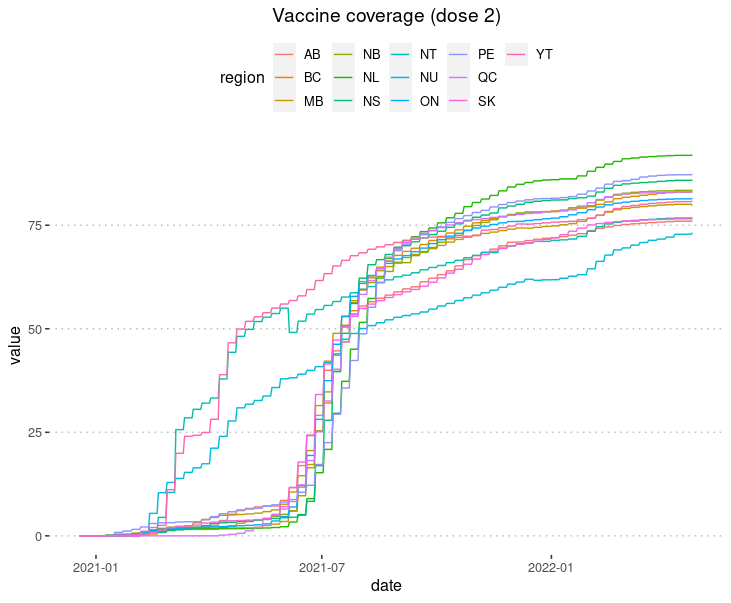 Vaccine coverage (dose 2)
region
AB NB NT PE YT
BC NL NU QC
MB NS ON SK
value
75
50
25
0
2021-01 2021-07 2022-01
date